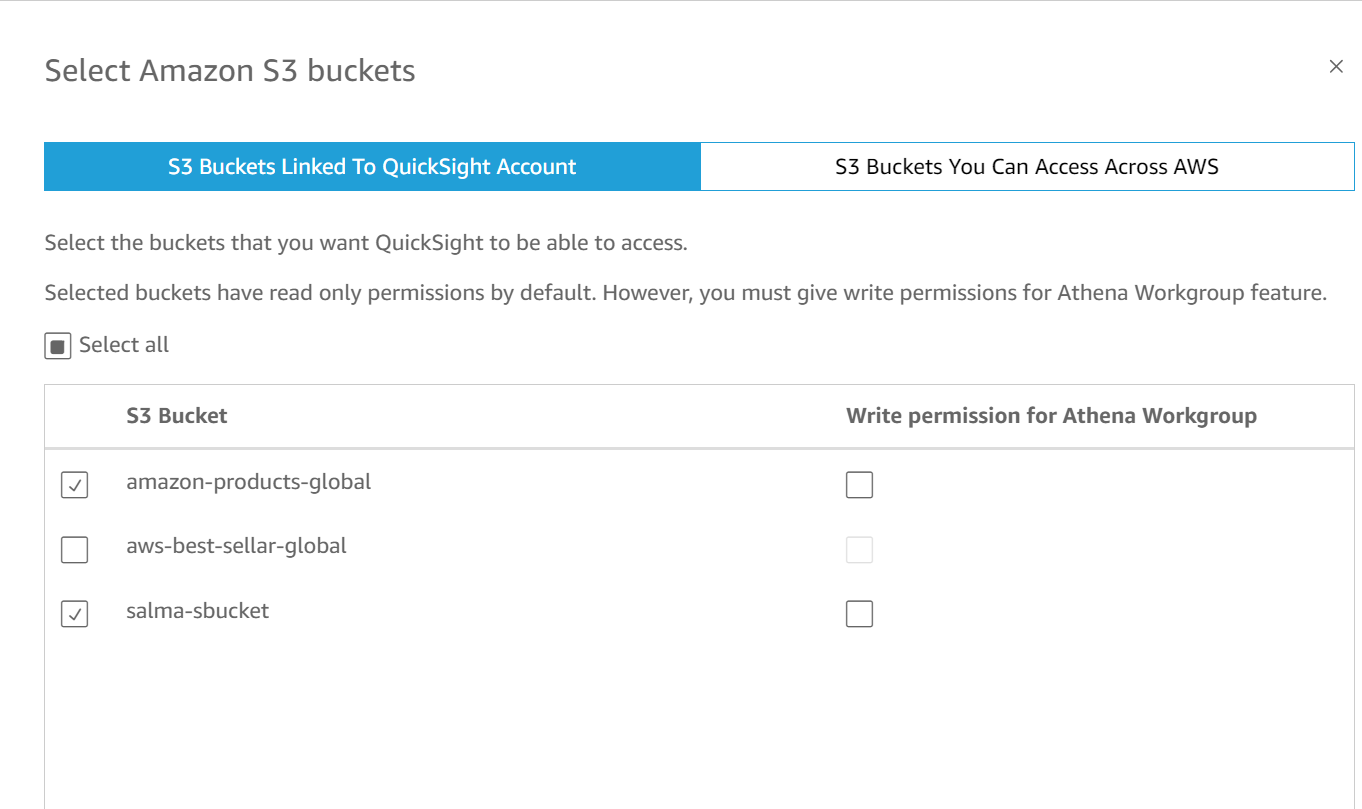 Select Amazon S3 buckets
S3 Buckets Linked To QuickSight Account
S3 Buckets You Can Access Across AWS
Select the buckets that you want QuickSight to be able to access.
Selected buckets have read only permissions by default. However, you must give write permissions for Athena Workgroup feature.
Select all
S3 Bucket
Write permission for Athena Workgroup
amazon-products-global
aws-best-sellar-global
salma-sbucket